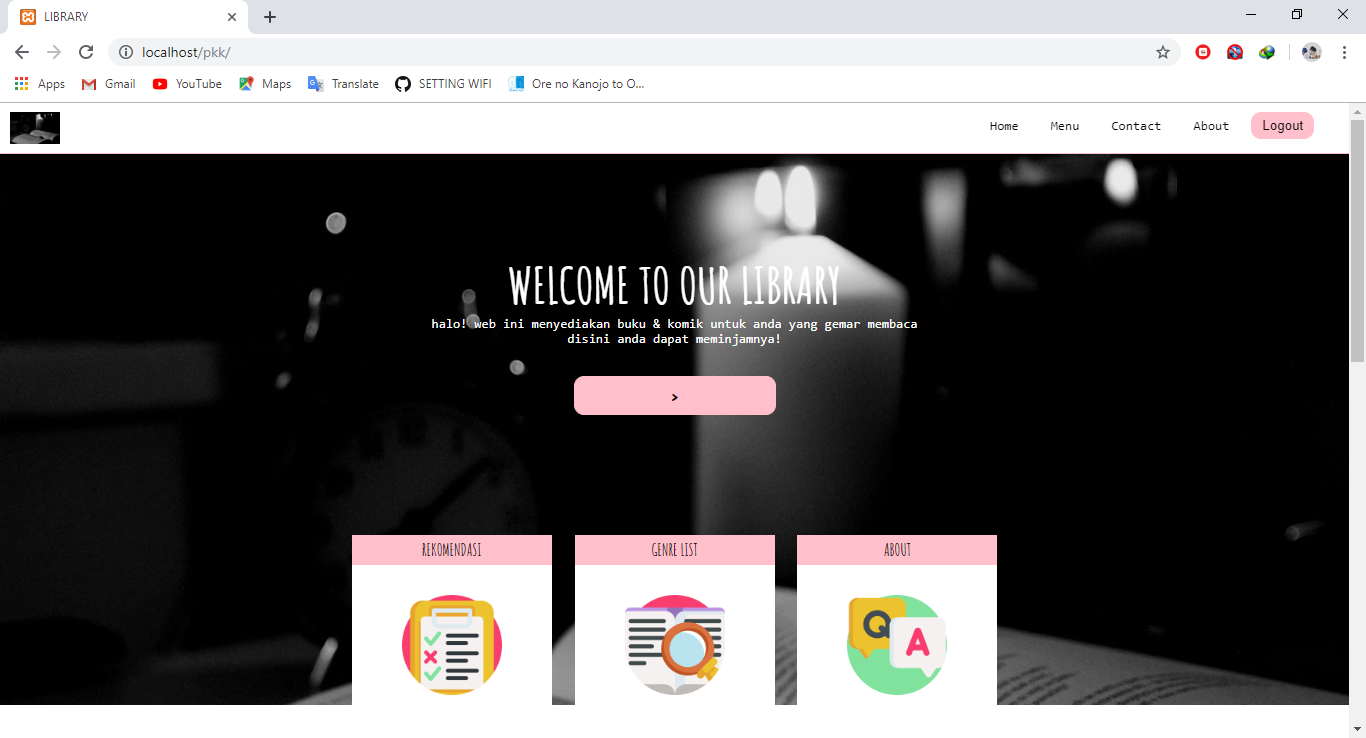 LIBRARY
localhost/pkk/
Apps Gmail YouTube Maps Translate SETTING WIFI Ore no Kanojo to O...
Home Menu Contact About Logout
WELCOME TO OUR LIBRARY
halo! web ini menyediakan buku & komik untuk anda yang gemar membaca
disini anda dapat meminjamnya!
>
REKOMENDASI GENRE LIST ABOUT
Q A